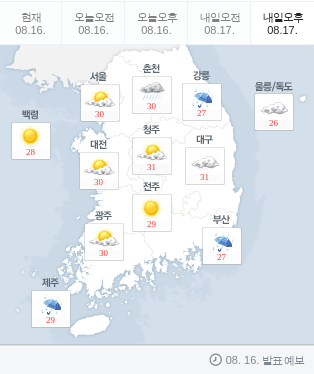 현재 오늘오전 오늘오후 내일오전 내일오후
08.16. 08.16. 08.16. 08.17. 08.17.
서울 30
춘천 30
강릉 27
울릉/독도 26
백령 28
대전 30
청주 31
대구 31
전주 29
광주 30
부산 27
제주 29
08. 16. 발표 예보